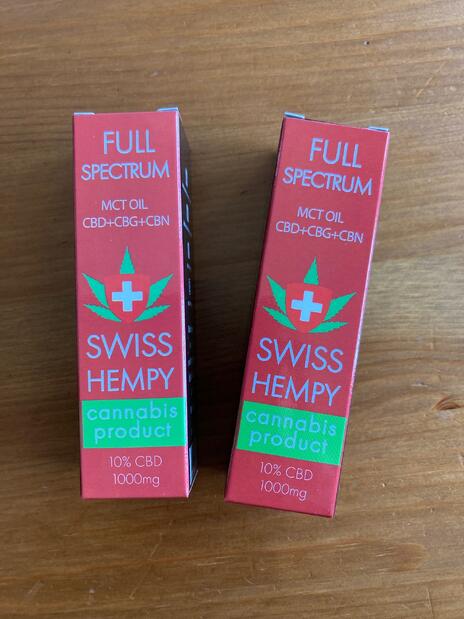 FULL
SPECTRUM
MCT OIL
CBD+CBG+CBN
SWISS
HEMPY
cannabis
product
10% CBD
1000mg
FULL
SPECTRUM
MCT OIL
CBD+CBG+CBN
SWISS
HEMPY
cannabis
product
10% CBD
1000mg